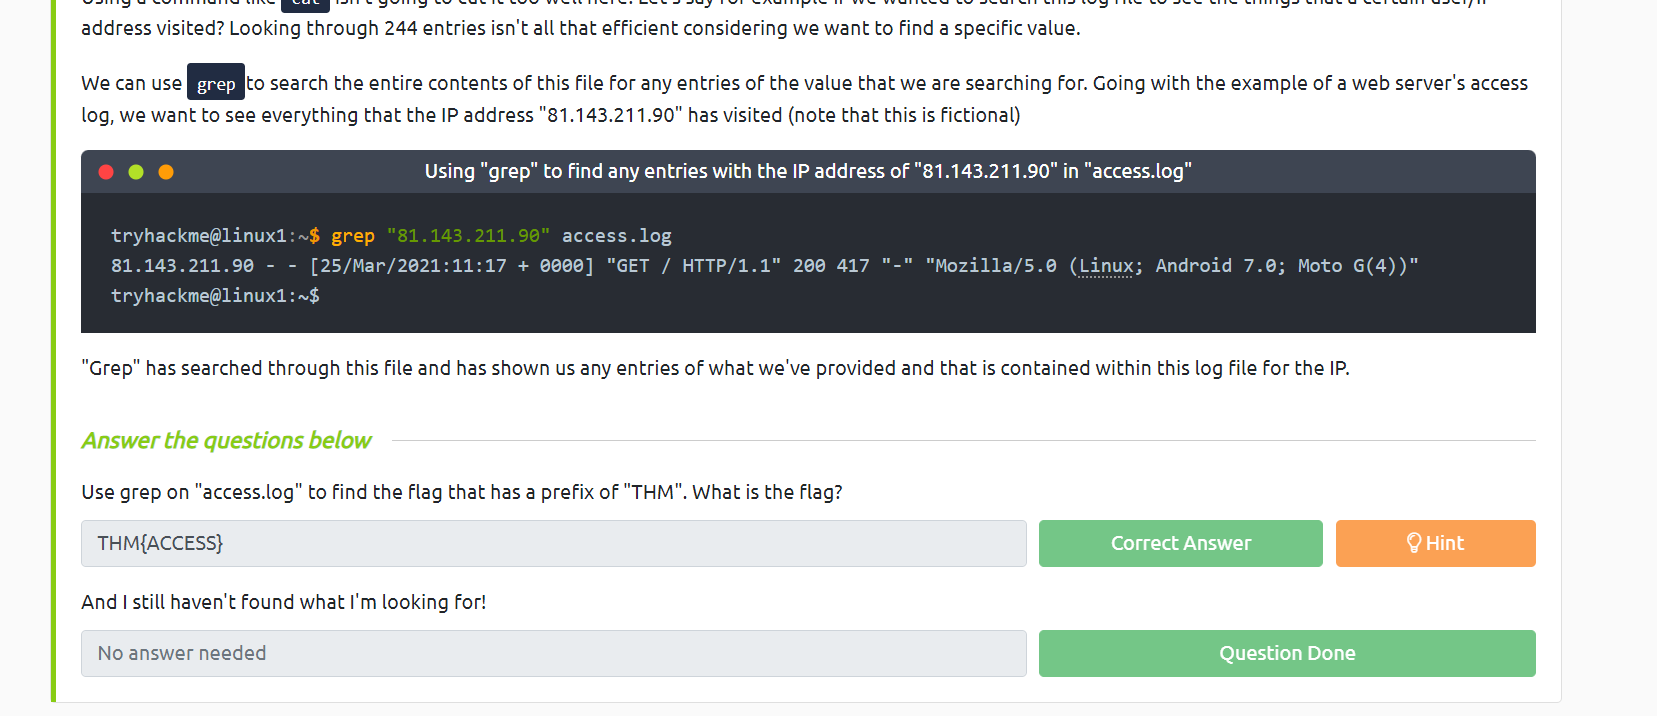 address visited? Looking through 244 entries isn't all that efficient considering we want to find a specific value.
We can use grep to search the entire contents of this file for any entries of the value that we are searching for. Going with the example of a web server's access
log, we want to see everything that the IP address "81.143.211.90" has visited (note that this is fictional)
Using "grep" to find any entries with the IP address of "81.143.211.90" in "access.log"
tryhackme@linux1:~$ grep "81.143.211.90" access.log
81.143.211.90 - - [25/Mar/2021:11:17 + 0000] "GET / HTTP/1.1" 200 417 "-" "Mozilla/5.0 (Linux; Android 7.0; Moto G(4))"
tryhackme@linux1:~$
"Grep" has searched through this file and has shown us any entries of what we've provided and that is contained within this log file for the IP.
Answer the questions below
Use grep on "access.log" to find the flag that has a prefix of "THM". What is the flag?
THM{ACCESS}
Correct Answer
Hint
And I still haven't found what I'm looking for!
No answer needed
Question Done